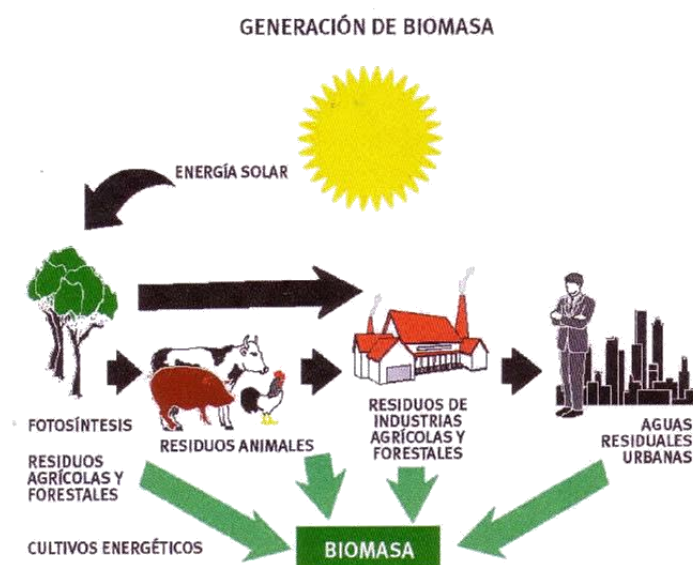 GENERACIÓN DE BIOMASA
ENERGÍA SOLAR
FOTOSÍNTESIS
RESIDUOS
AGRÍCOLAS Y
FORESTALES
CULTIVOS ENERGÉTICOS
RESIDUOS ANIMALES
RESIDUOS DE
INDUSTRIAS
AGRÍCOLAS Y
FORESTALES
AGUAS
RESIDUALES
URBANAS
BIOMASA